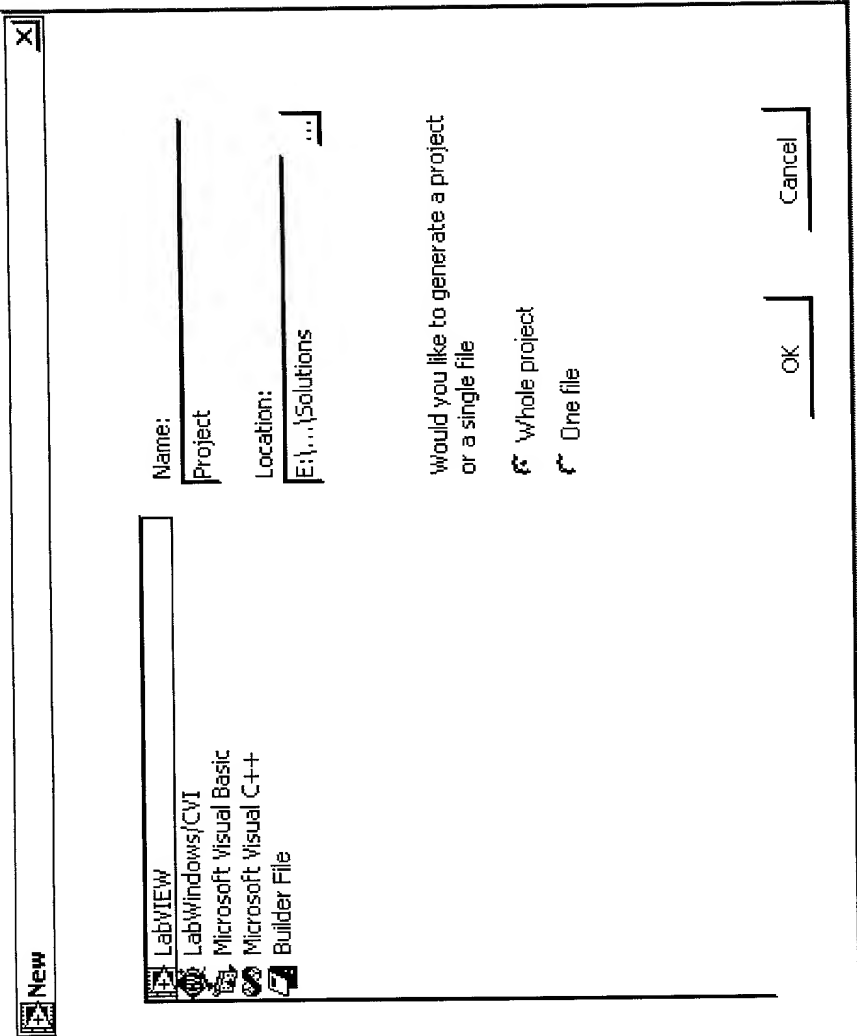 New
LabVIEW
LabWindows/CVI
Microsoft Visual Basic
Microsoft Visual C++
Builder File
Name:
Project
Location:
E:\...\Solutions
...
Would you like to generate a project
or a single file
Whole project
One file
OK
Cancel